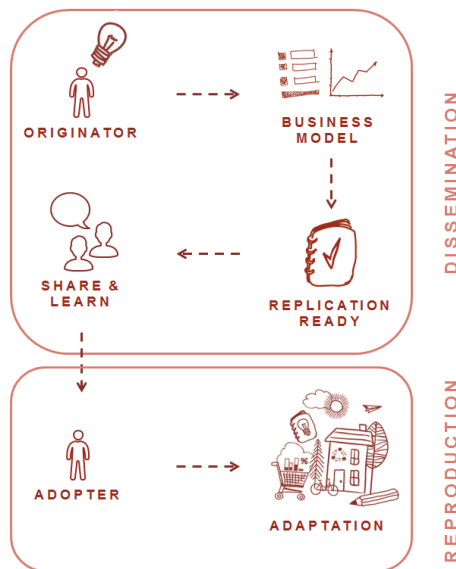 ORIGINATOR
BUSINESS
MODEL
DISSEMINATION
SHARE &
LEARN
REPLICATION
READY
ADOPTER
ADAPTATION
REPRODUCTION
%